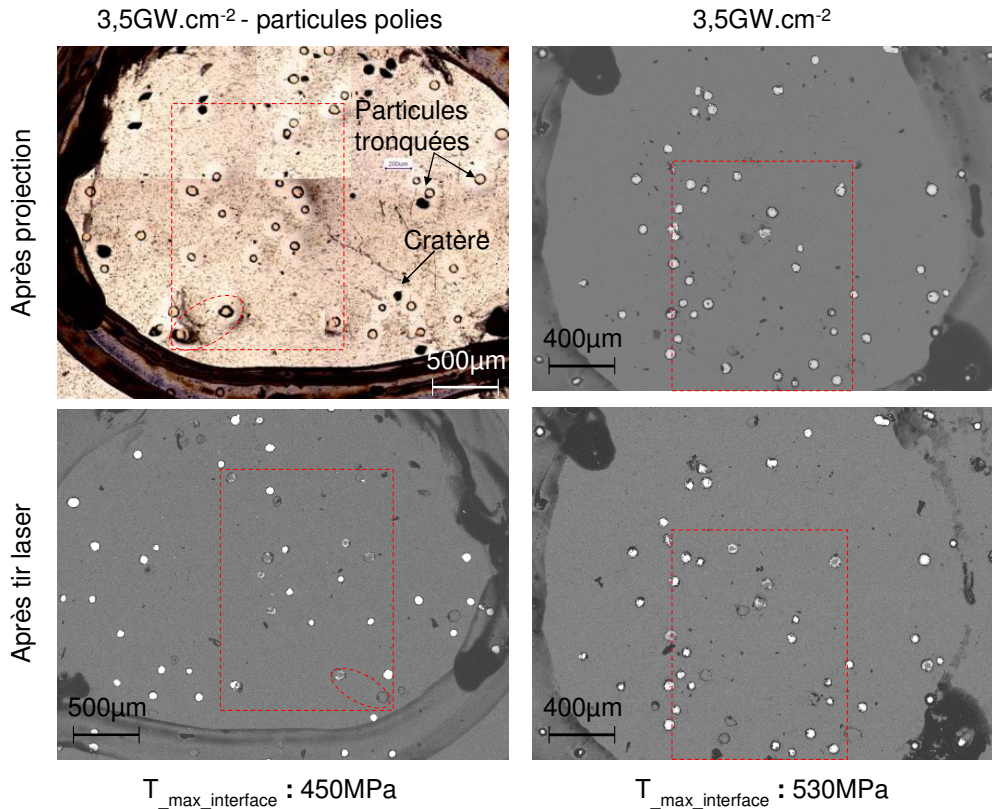 3,5GW.cm-2 - particules polies
3,5GW.cm-2
Après projection
Particules
tronquées
200um
Cratère
500µm
400µm
Après tir laser
500µm
400µm
T_max_interface : 450MPa
T_max_interface : 530MPa